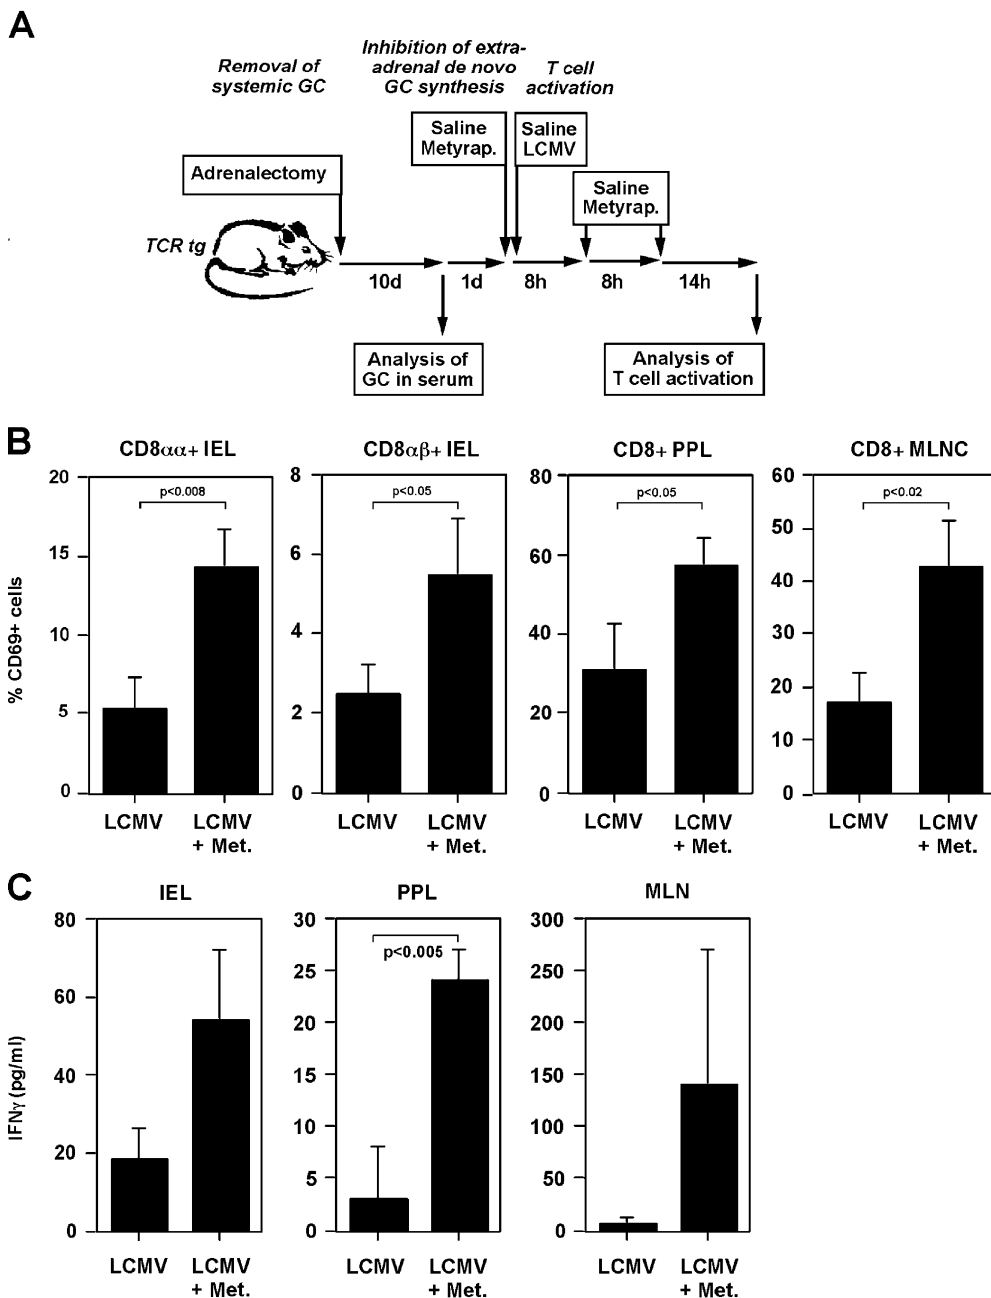 A
Removal of
systemic GC
Inhibition of extra-
adrenal de novo
GC synthesis
T cell
activation
Saline
Metyrap.
Saline
LCMV
Adrenalectomy
Saline
Metyrap.
TCR tg
10d
1d
8h
8h
14h
Analysis of
GC in serum
Analysis of
T cell activation
B
CD8αα+ IEL
CD8αβ+ IEL
CD8+ PPL
CD8+ MLNC
% CD69+ cells
20
15
10
5
0
p<0.008
LCMV
LCMV
+ Met.
8
6
4
2
0
p<0.05
LCMV
LCMV
+ Met.
80
60
40
20
0
p<0.05
LCMV
LCMV
+ Met.
60
50
40
30
20
10
0
p<0.02
LCMV
LCMV
+ Met.
C
IEL
PPL
MLN
IFNγ (pg/ml)
80
60
40
20
0
LCMV
LCMV
+ Met.
30
25
20
15
10
5
0
p<0.005
LCMV
LCMV
+ Met.
300
250
200
150
100
50
0
LCMV
LCMV
+ Met.